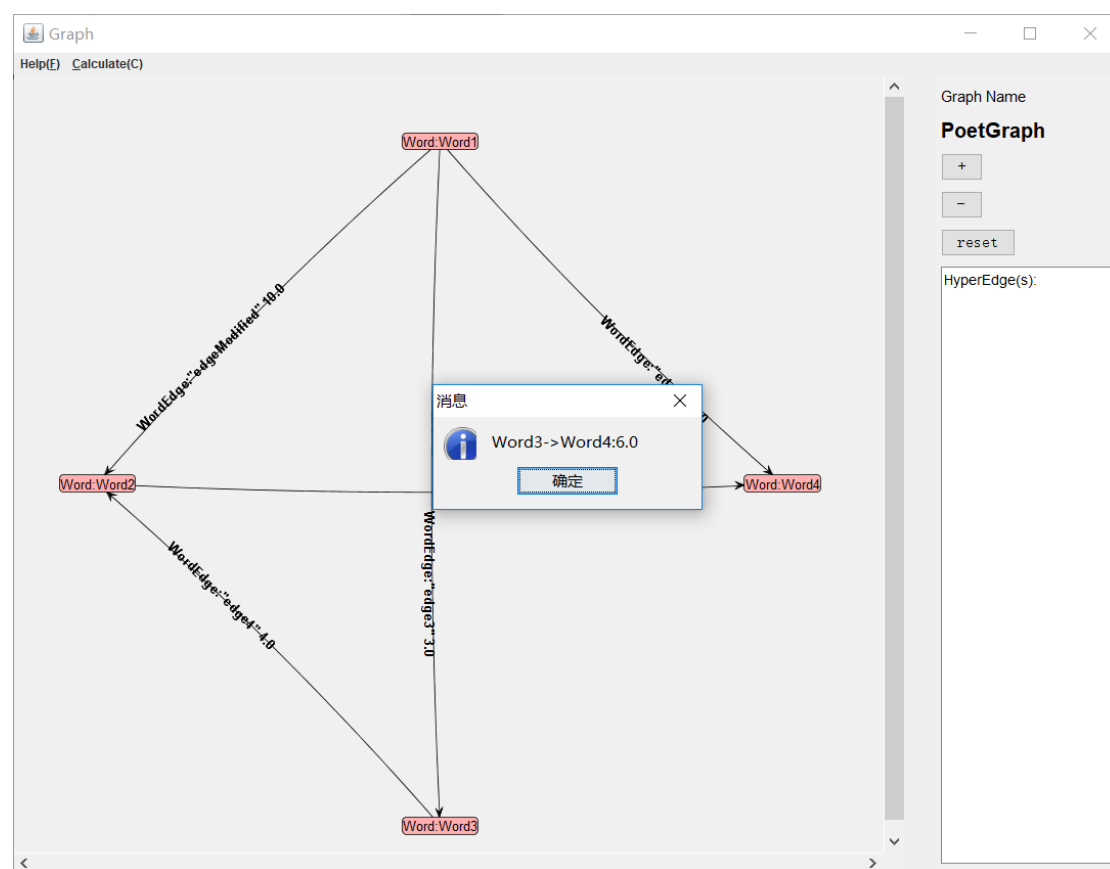 Graph
Help(F) Calculate(C)
Graph Name
PoetGraph
+
-
reset
HyperEdge(s):
Word:Word1
WordEdge:"edgeModified" 10.0
WordEdge:
消息
Word3->Word4:6.0
确定
Word:Word2
Word:Word4
WordEdge:"edge3" 3.0
WordEdge:"edge4" 4.0
Word:Word3